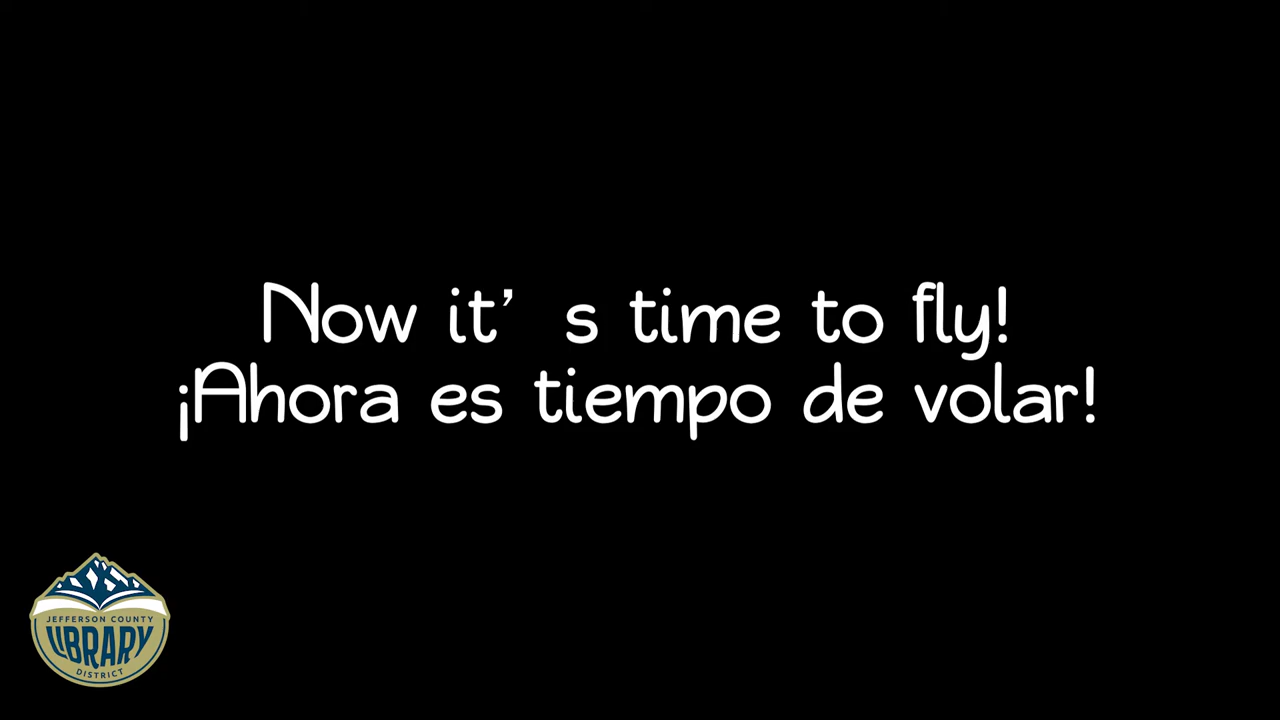 Now it’s time to fly!
¡Ahora es tiempo de volar!
JEFFERSON COUNTY
LIBRARY
DISTRICT